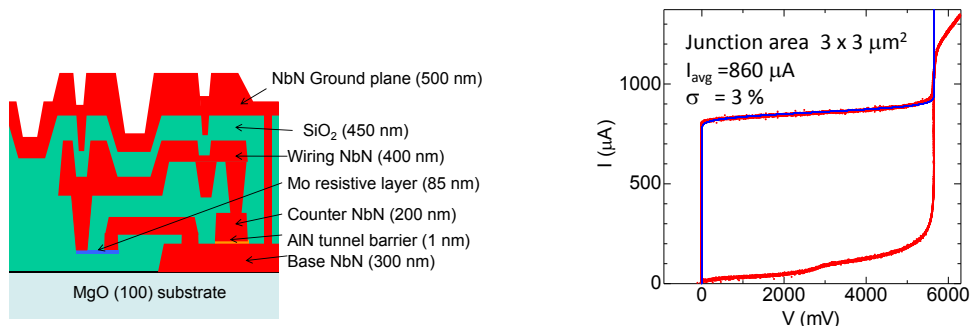 NbN Ground plane (500 nm)
SiO₂ (450 nm)
Wiring NbN (400 nm)
Mo resistive layer (85 nm)
Counter NbN (200 nm)
AlN tunnel barrier (1 nm)
Base NbN (300 nm)
MgO (100) substrate
Junction area 3 x 3 μm²
I_avg =860 μA
σ = 3 %
I (μA)
1000
500
0
0 2000 4000 6000
V (mV)